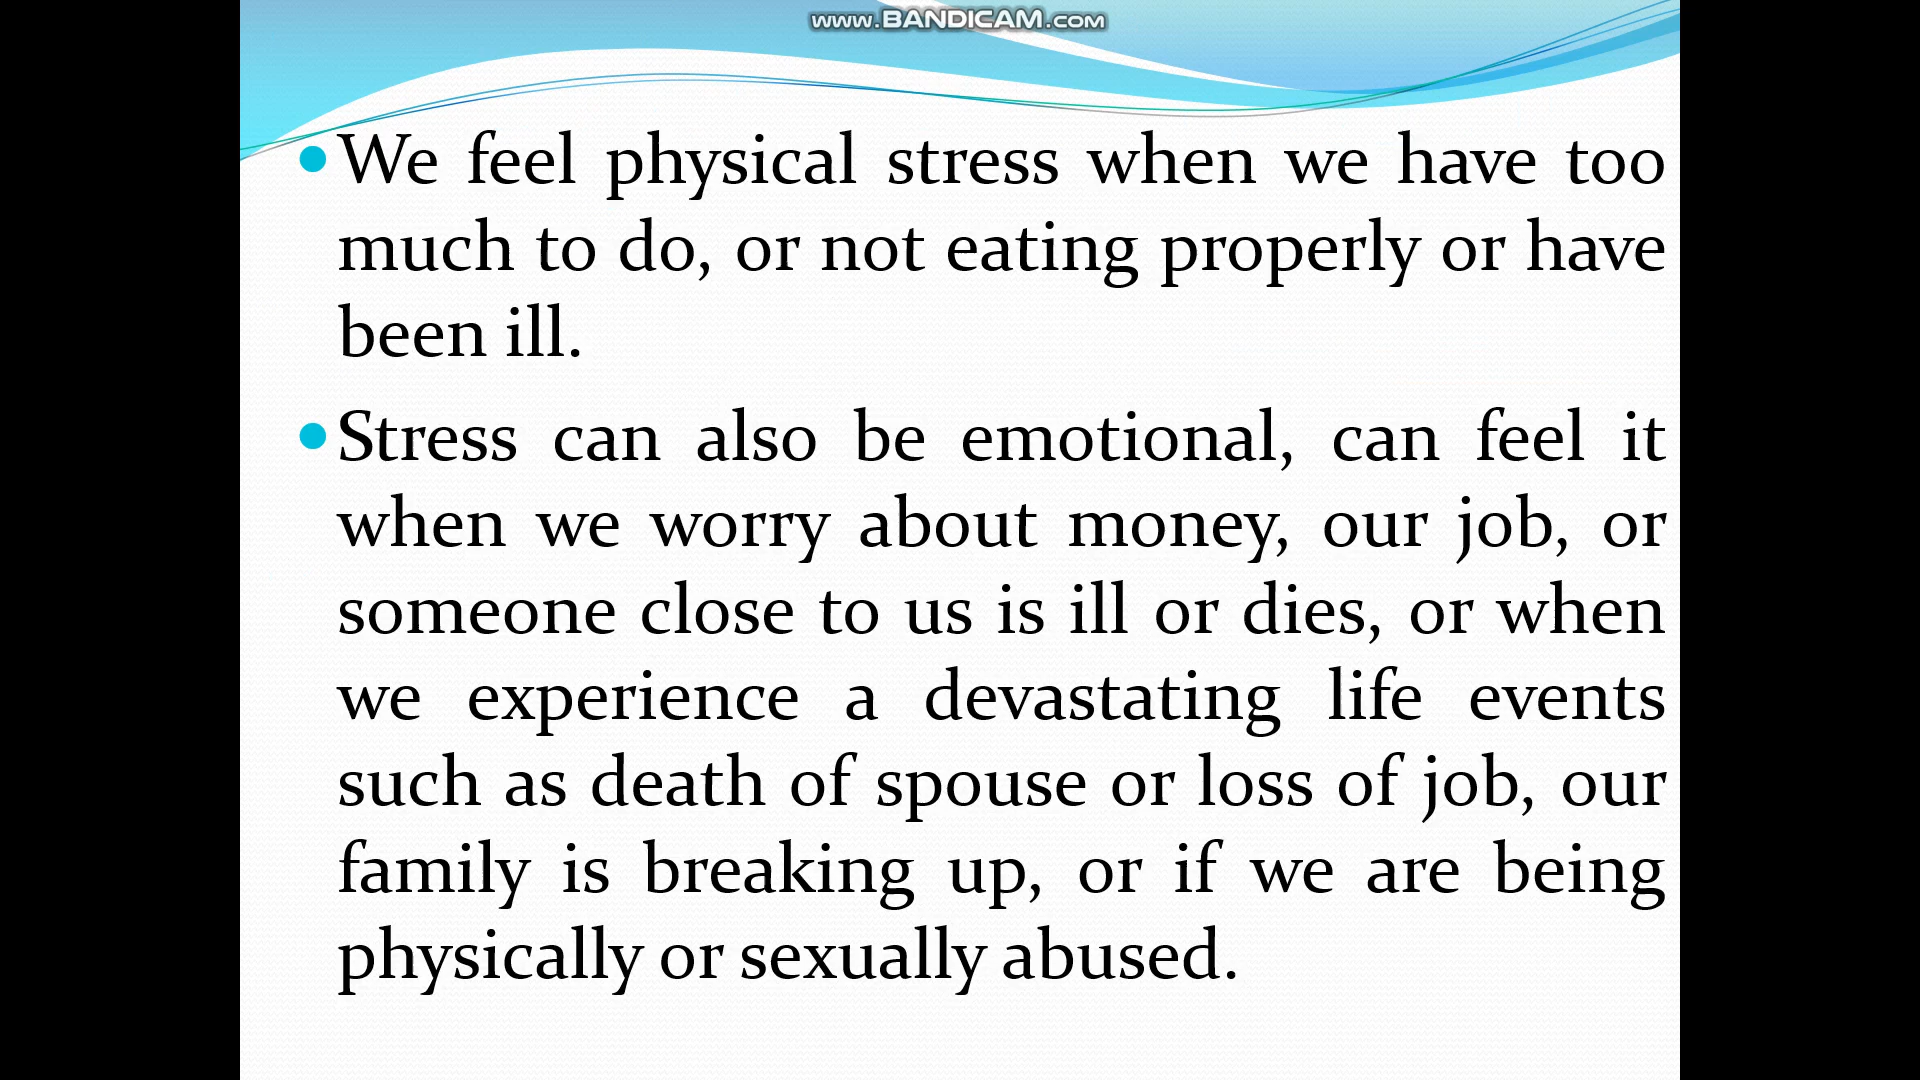 www.BANDICAM.com
• We feel physical stress when we have too
much to do, or not eating properly or have
been ill.
• Stress can also be emotional, can feel it
when we worry about money, our job, or
someone close to us is ill or dies, or when
we experience a devastating life events
such as death of spouse or loss of job, our
family is breaking up, or if we are being
physically or sexually abused.